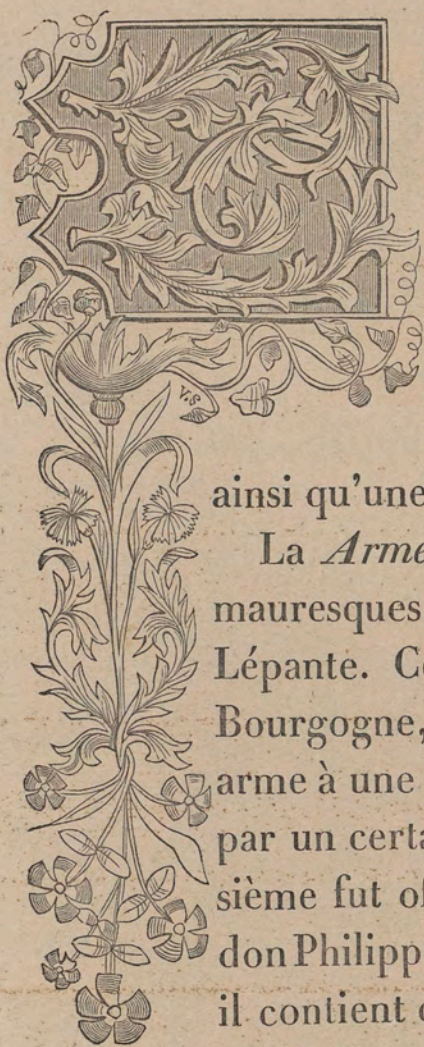 V.S
ainsi qu'une
La Arme
mauresques
Lépante.
Bourgogne,
arme à une
par un certa
sième fut of
don Philipp
il contient